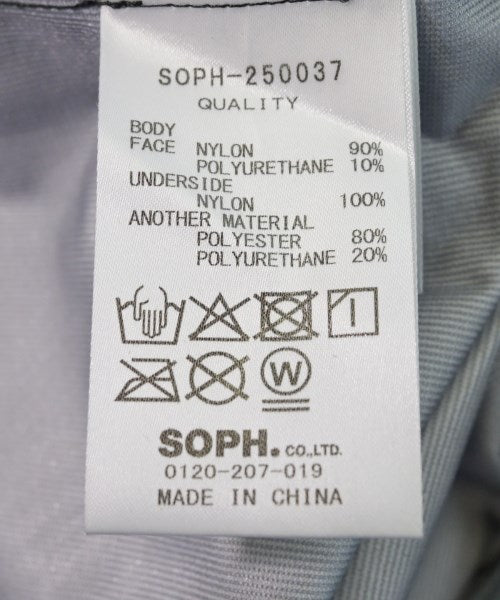 SOPH-250037
QUALITY
BODY
FACE NYLON 90%
POLYURETHANE 10%
UNDERSIDE
NYLON 100%
ANOTHER MATERIAL
POLYESTER 80%
POLYURETHANE 20%
W
SOPH. CO.,LTD.
0120-207-019
MADE IN CHINA